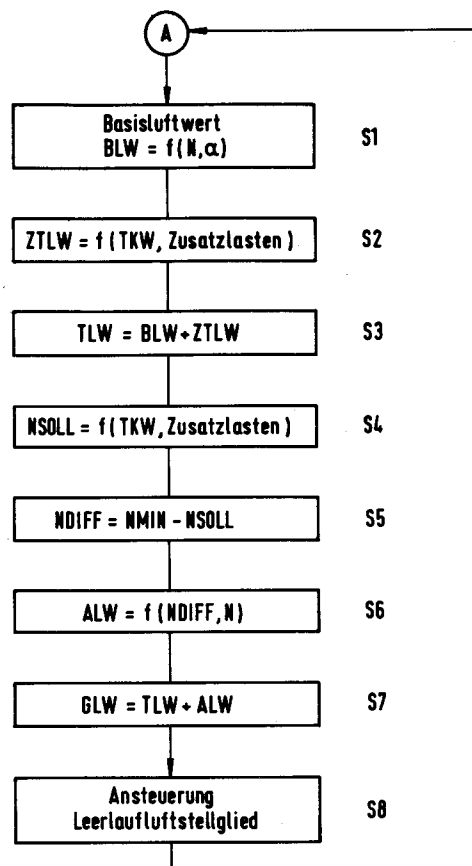 A
Basisluftwert
BLW = f(N,α)
S1
ZTLW = f(TKW, Zusatzlasten)
S2
TLW = BLW+ZTLW
S3
NSOLL = f(TKW, Zusatzlasten)
S4
NDIFF = NMIN - NSOLL
S5
ALW = f(NDIFF, N)
S6
GLW = TLW + ALW
S7
Ansteuerung
Leerlaufluftstellglied
S8